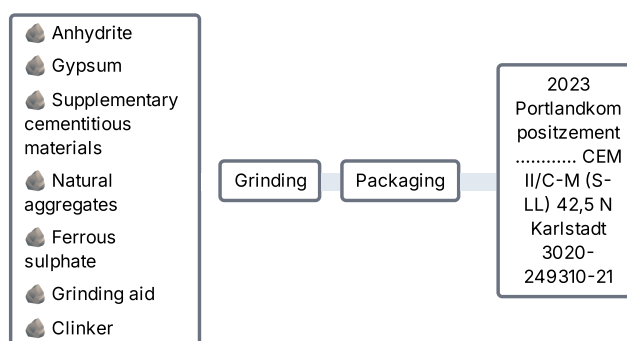 Anhydrite
Gypsum
Supplementary
cementitious
materials
Natural
aggregates
Ferrous
sulphate
Grinding aid
Clinker
Grinding
Packaging
2023
Portlandkom
positzement
............ CEM
II/C-M (S-
LL) 42,5 N
Karlstadt
3020-
249310-21